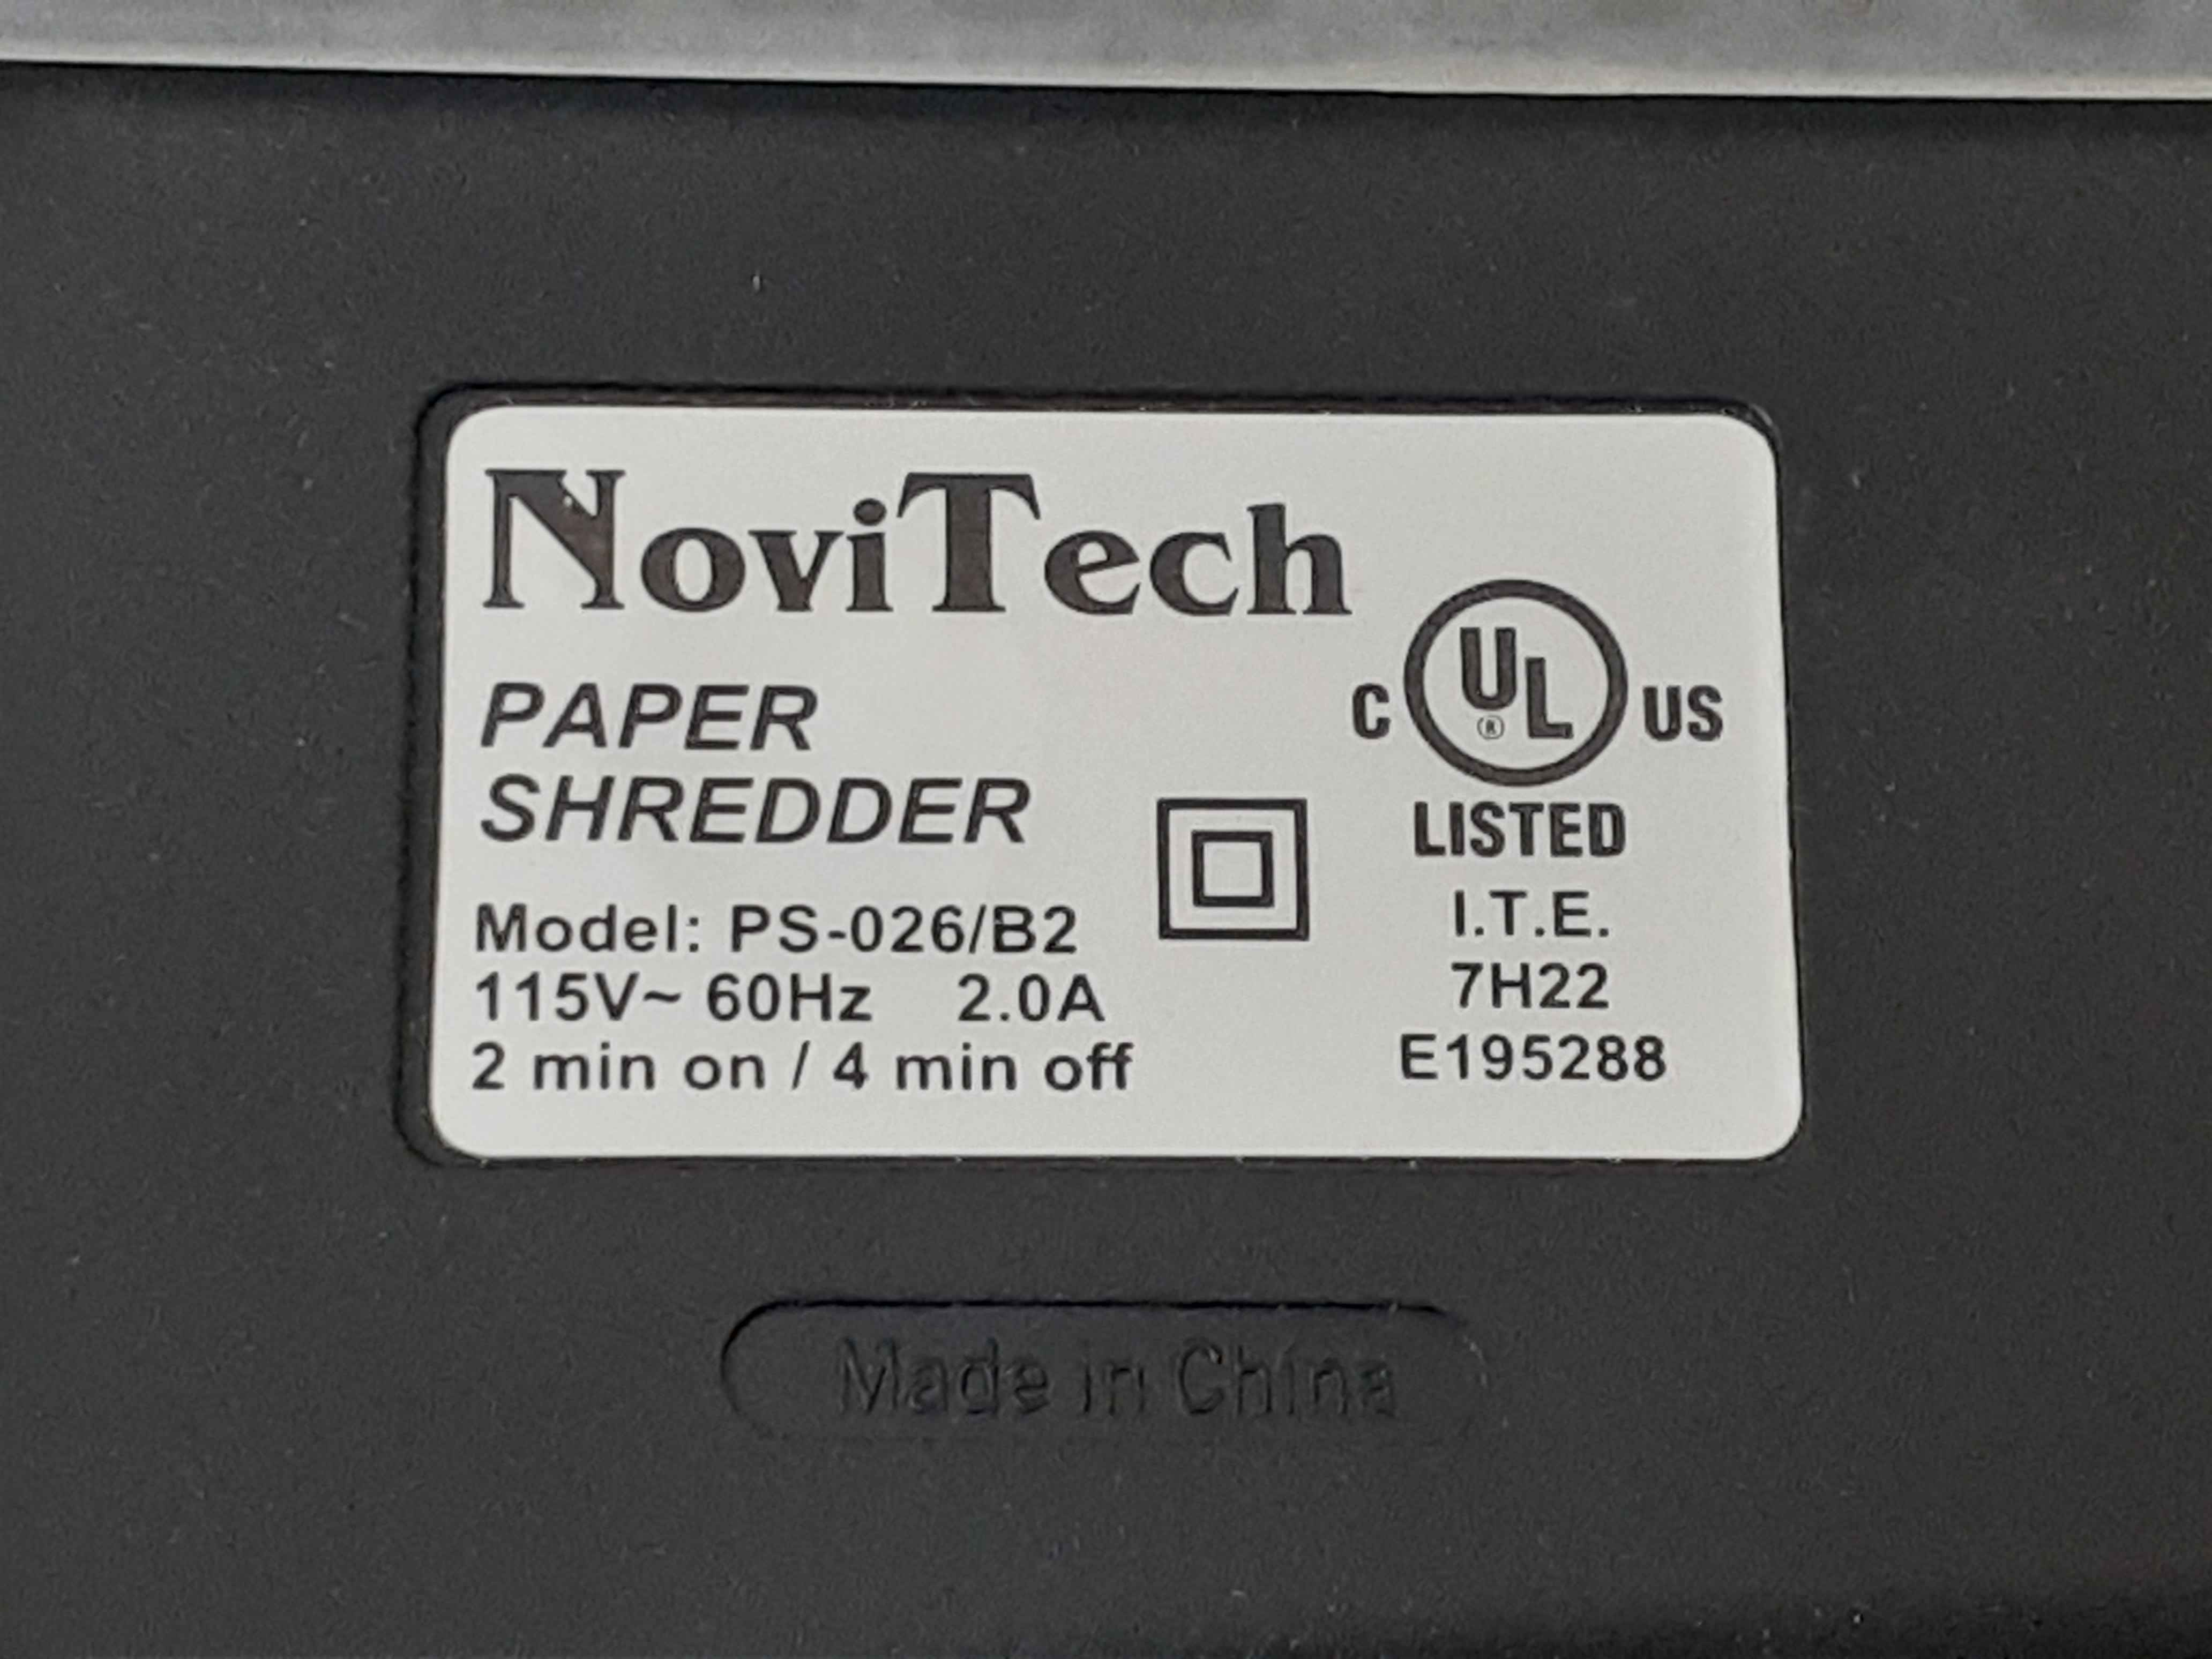 NoviTech
PAPER
SHREDDER
Model: PS-026/B2
115V~ 60Hz 2.0A
2 min on / 4 min off
C UL® US
LISTED
I.T.E.
7H22
E195288
Made in China